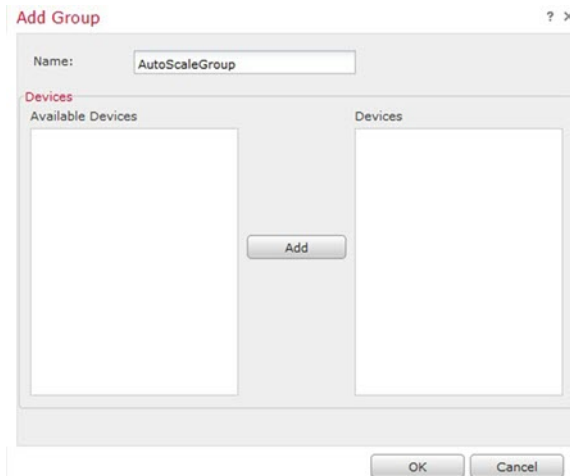 Add Group
? X
Name: AutoScaleGroup
Devices
Available Devices
Devices
Add
OK
Cancel